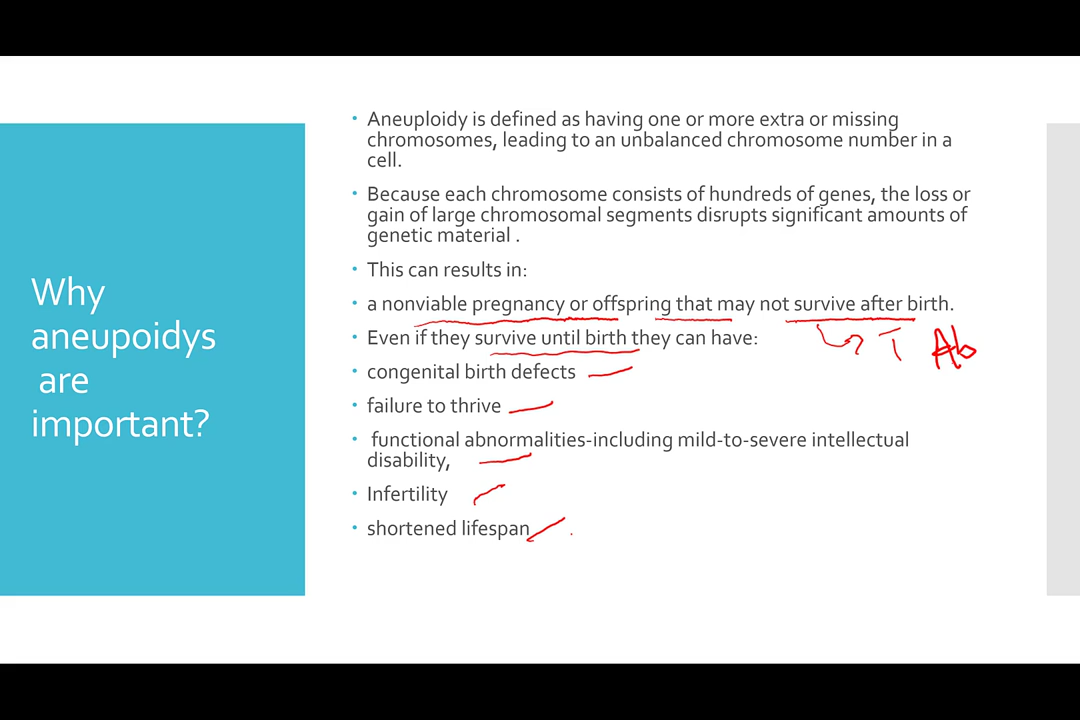 Why
aneupoidys
are
important?
• Aneuploidy is defined as having one or more extra or missing
chromosomes, leading to an unbalanced chromosome number in a
cell.
• Because each chromosome consists of hundreds of genes, the loss or
gain of large chromosomal segments disrupts significant amounts of
genetic material .
• This can results in:
• a nonviable pregnancy or offspring that may not survive after birth.
• Even if they survive until birth they can have:
T Ab
• congenital birth defects
• failure to thrive
• functional abnormalities-including mild-to-severe intellectual
disability,
• Infertility
• shortened lifespan